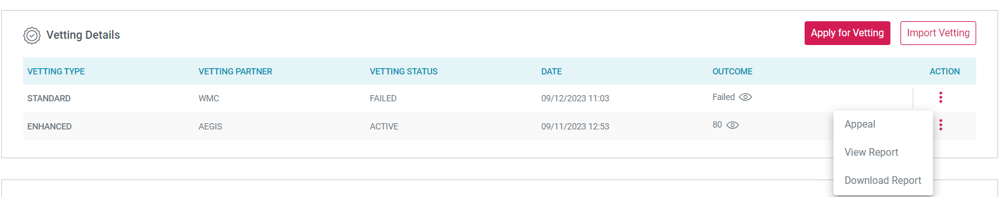 Vetting Details
Apply for Vetting
Import Vetting
VETTING TYPE VETTING PARTNER VETTING STATUS DATE OUTCOME ACTION
STANDARD WMC FAILED 09/12/2023 11:03 Failed
ENHANCED AEGIS ACTIVE 09/11/2023 12:53 80
Appeal
View Report
Download Report